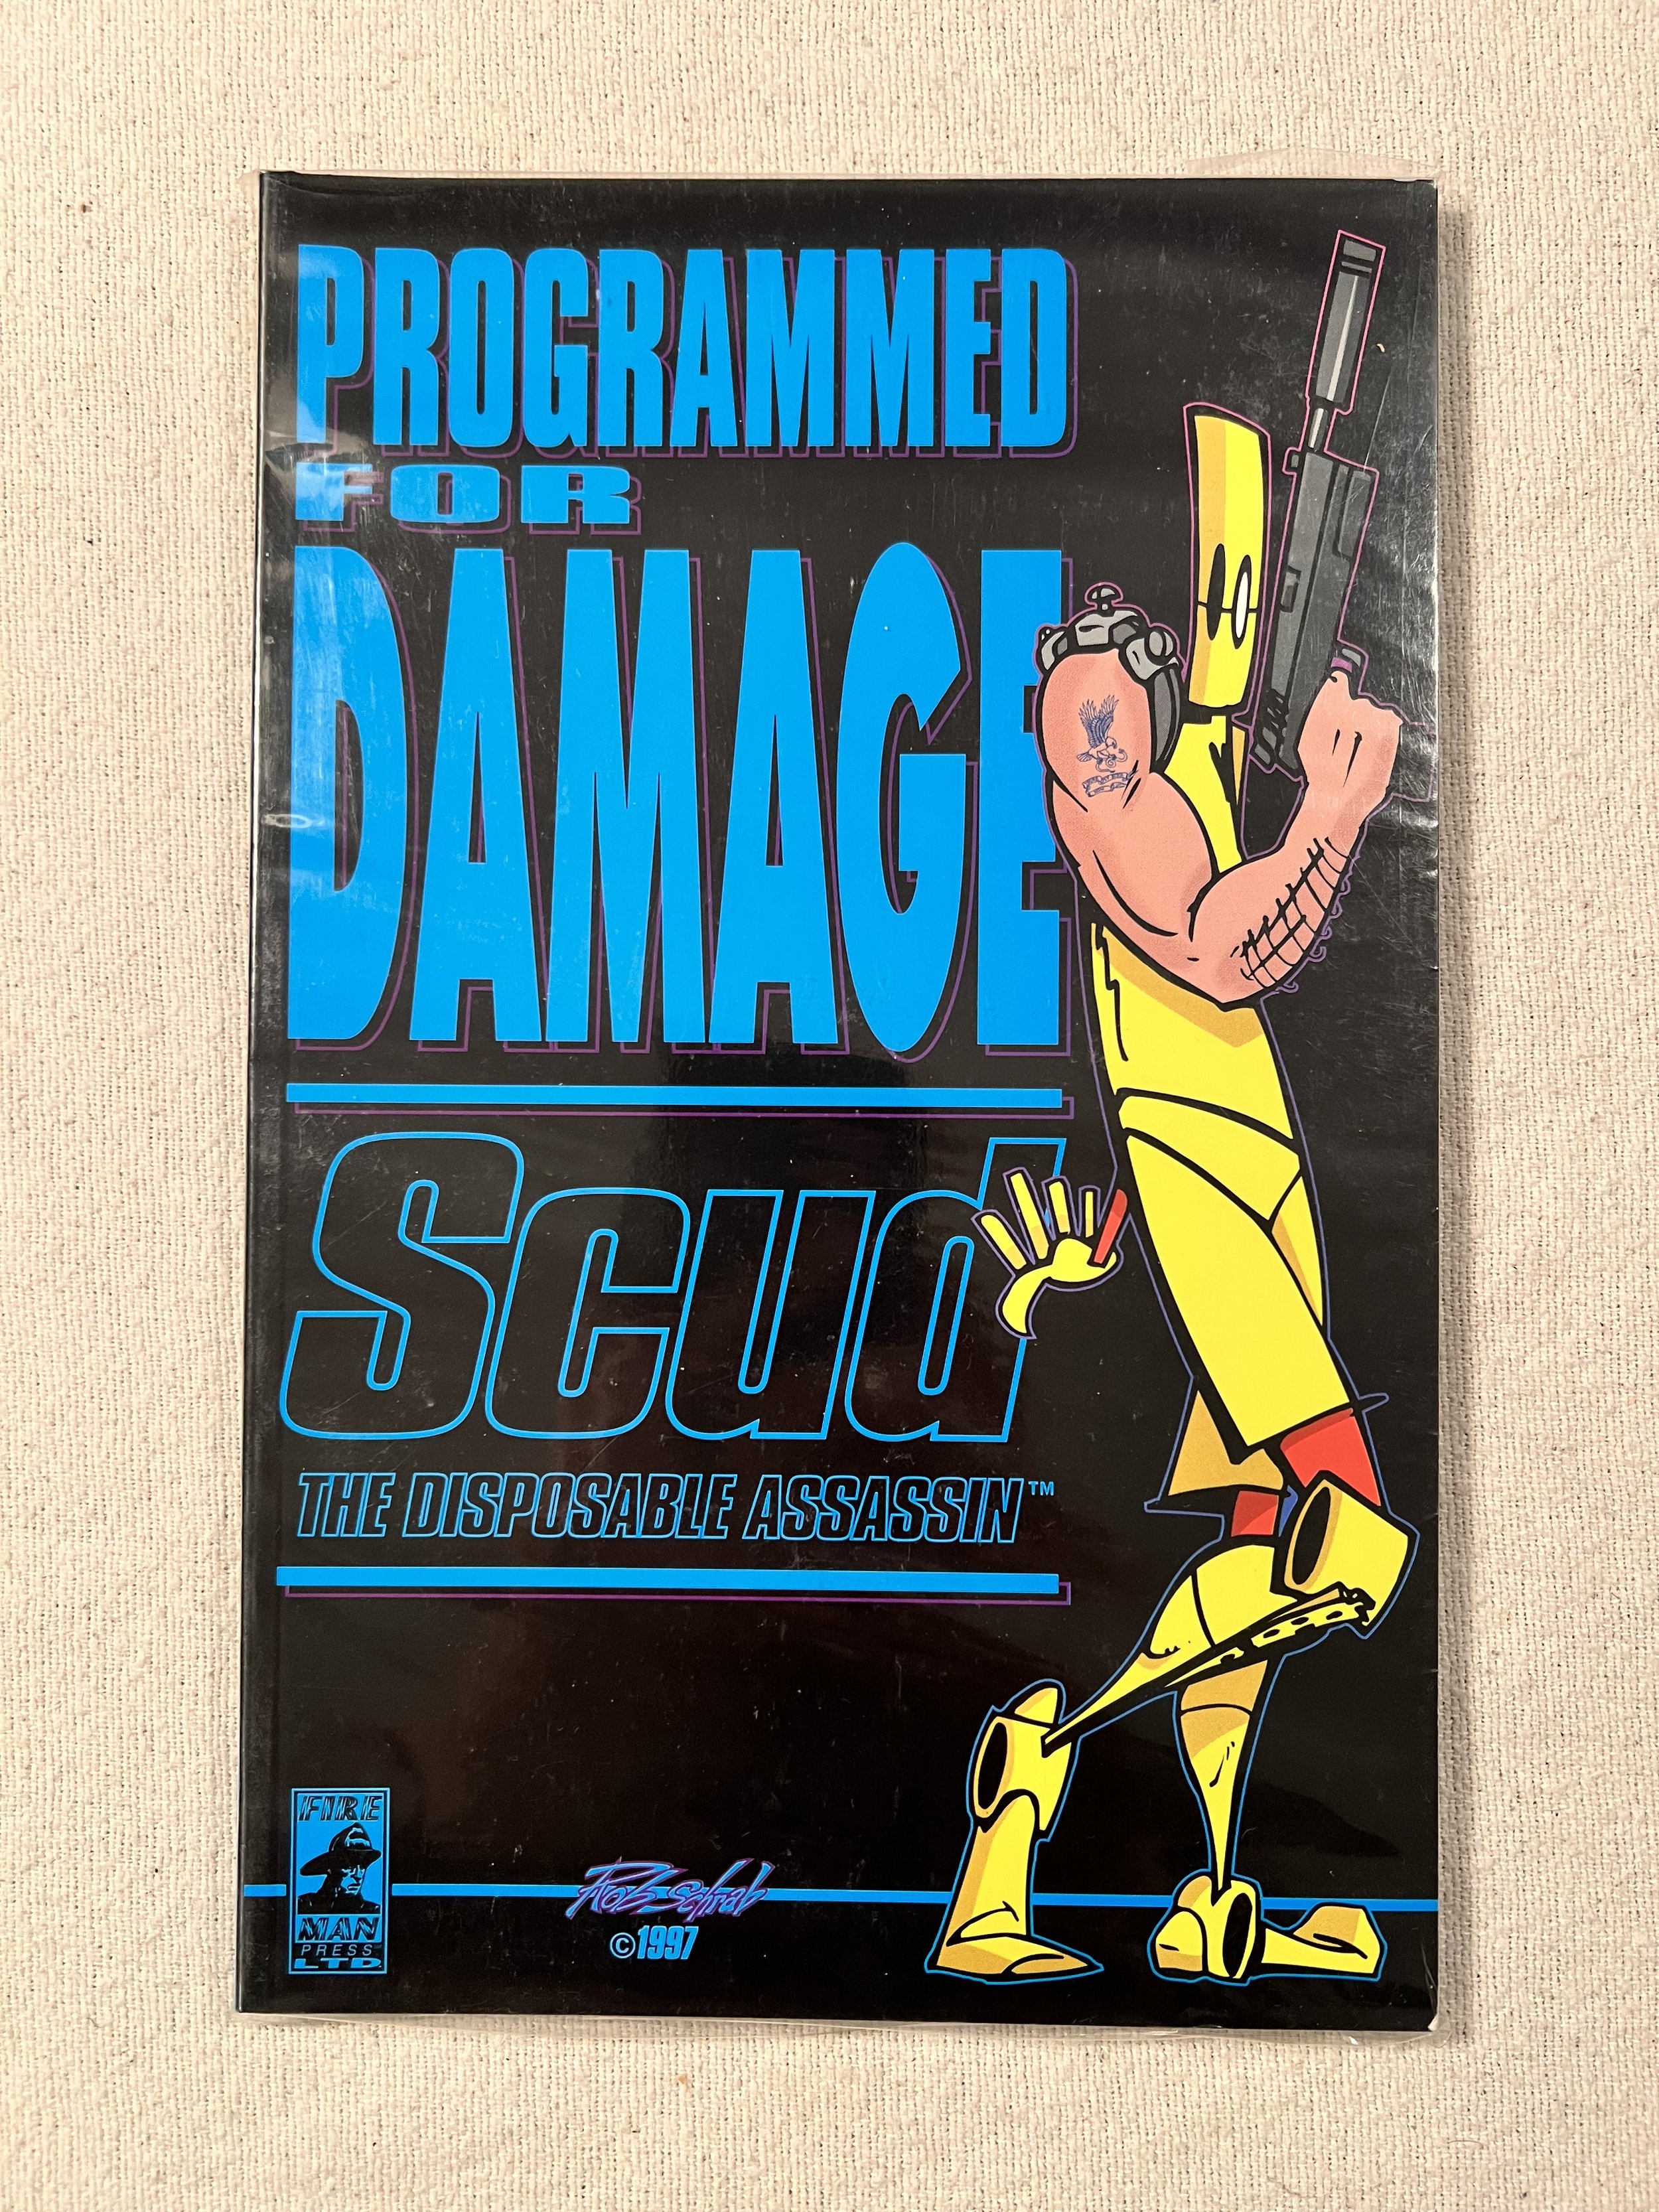 PROGRAMMED
FOR
DAMAGE
Scud
THE DISPOSABLE ASSASSIN™
FIRE
MAN
PRESS
LTD.
Rob Schrab
©1997